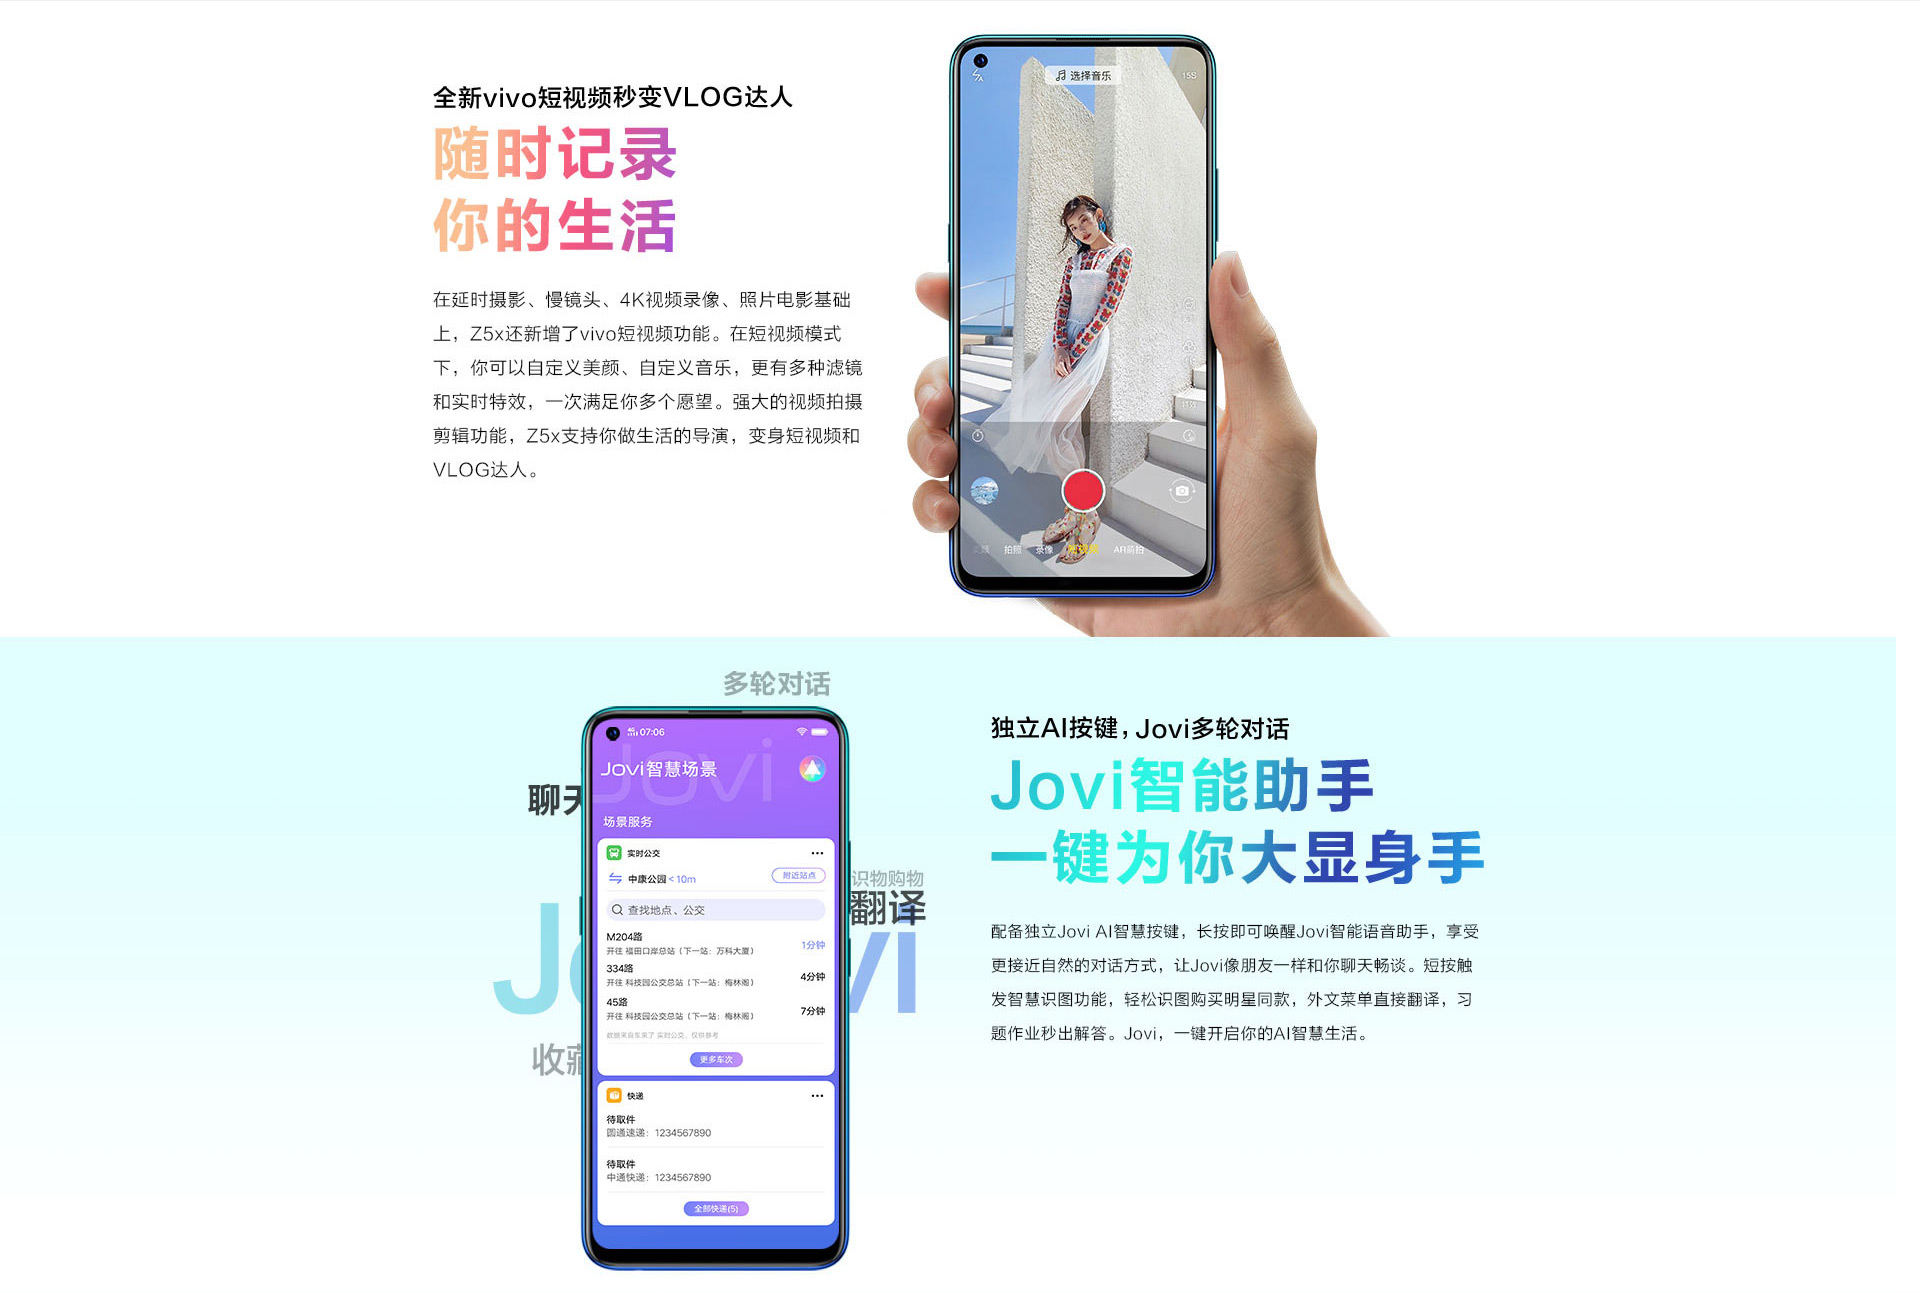 全新vivo短视频秒变VLOG达人
随时记录
你的生活
在延时摄影、慢镜头、4K视频录像、照片电影基础
上，Z5x还新增了vivo短视频功能。在短视频模式
下，你可以自定义美颜、自定义音乐，更有多种滤镜
和实时特效，一次满足你多个愿望。强大的视频拍摄
剪辑功能，Z5x支持你做生活的导演，变身短视频和
VLOG达人。
选择音乐
15S
拍照 录像 短视频 AR萌拍
多轮对话
聊天
识物购物
翻译
Jovi
收藏
07:06
Jovi
Jovi智慧场景
场景服务
实时公交
中康公园 < 10m
附近站点
查找地点、公交
M204路
开往 福田口岸总站（下一站：万科大厦）
1分钟
334路
开往 科技园公交总站（下一站：梅林阁）
4分钟
45路
开往 科技园公交总站（下一站：梅林阁）
7分钟
数据来自车来了 实时公交，仅供参考
更多车次
快递
待取件
圆通速递：1234567890
待取件
中通快递：1234567890
全部快递(5)
独立AI按键，Jovi多轮对话
Jovi智能助手
一键为你大显身手
配备独立Jovi AI智慧按键，长按即可唤醒Jovi智能语音助手，享受
更接近自然的对话方式，让Jovi像朋友一样和你聊天畅谈。短按触
发智慧识图功能，轻松识图购买明星同款，外文菜单直接翻译，习
题作业秒出解答。Jovi，一键开启你的AI智慧生活。